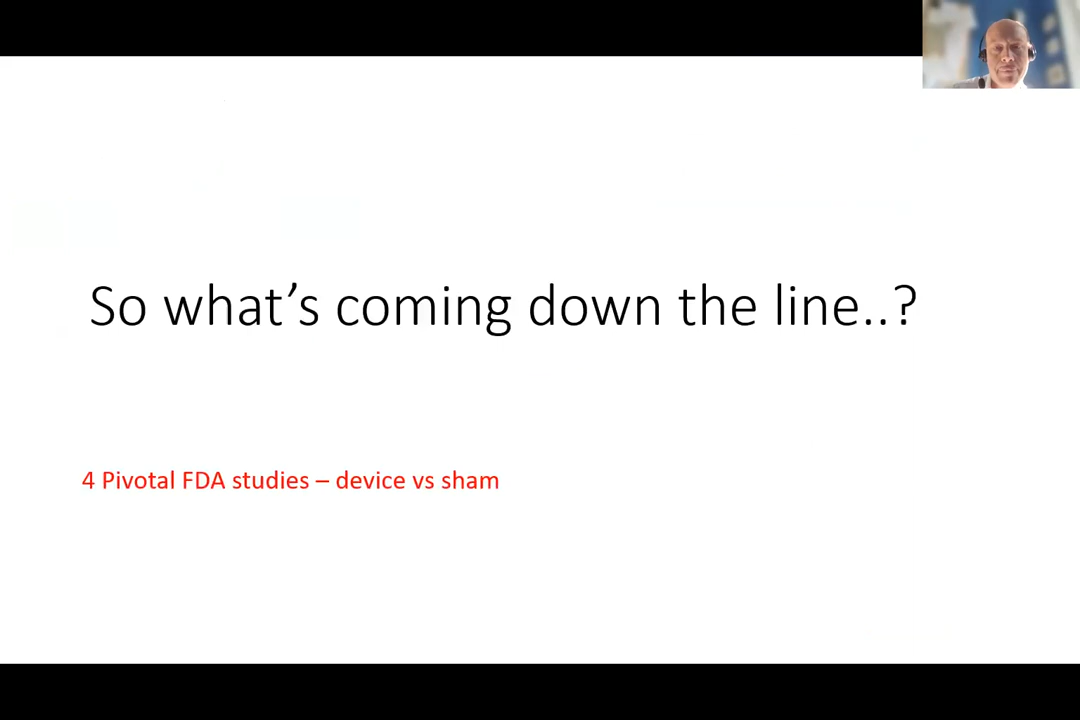 So what’s coming down the line..?
4 Pivotal FDA studies – device vs sham